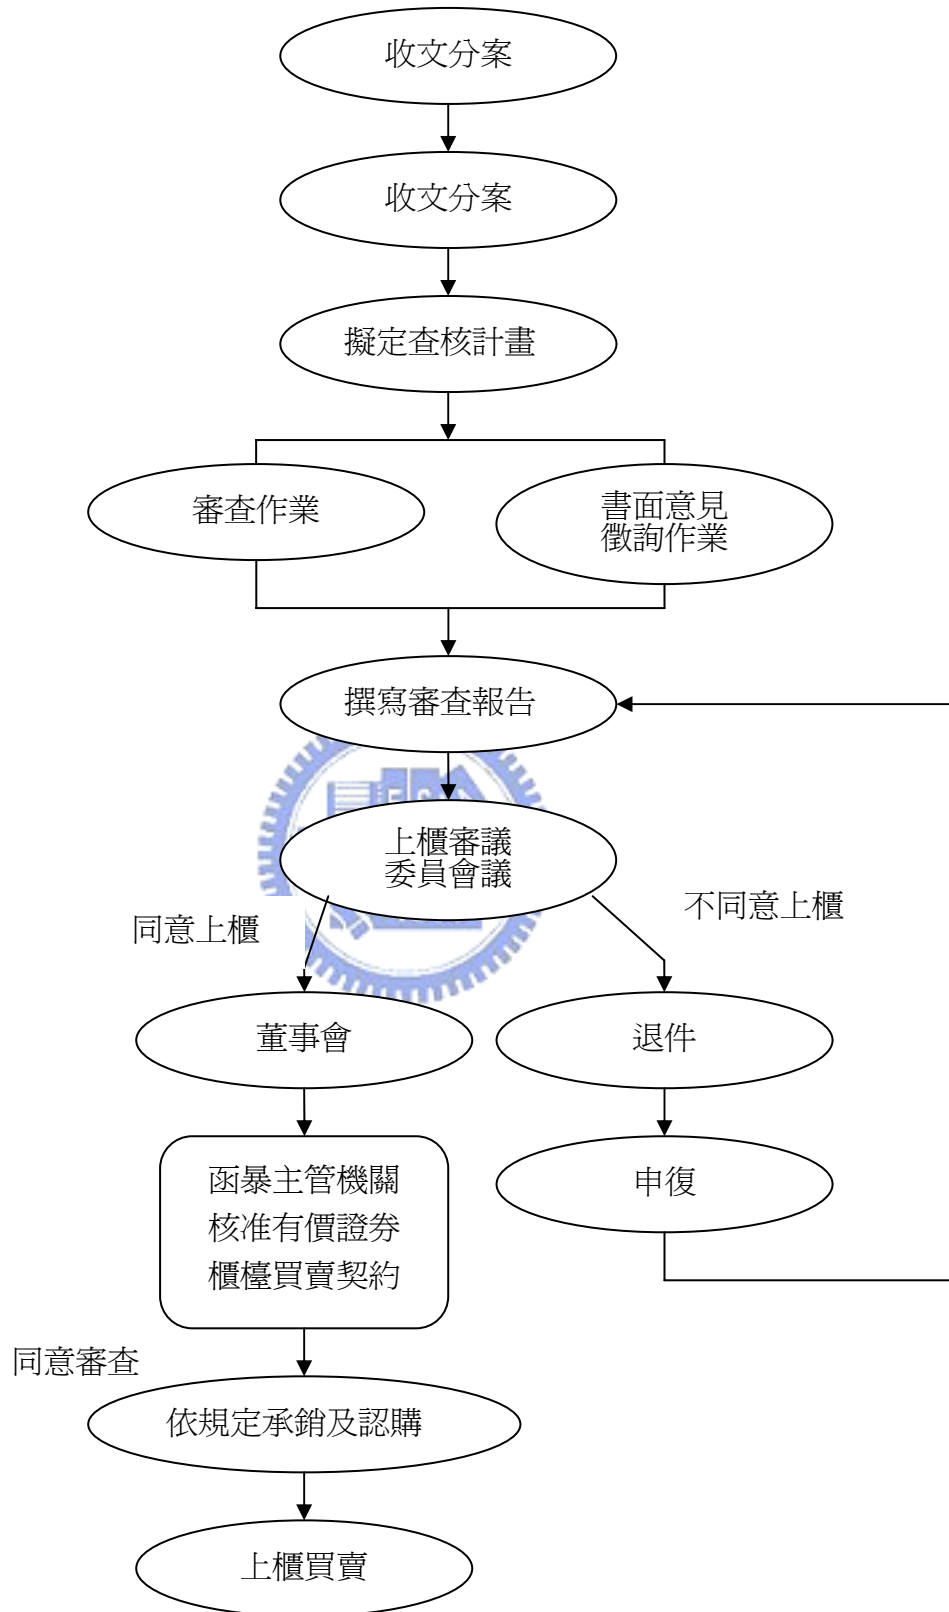 收文分案
收文分案
擬定查核計畫
審查作業
書面意見
徵詢作業
撰寫審查報告
上櫃審議
委員會議
同意上櫃
不同意上櫃
董事會
退件
函暴主管機關
核准有價證券
櫃檯買賣契約
申復
同意審查
依規定承銷及認購
上櫃買賣